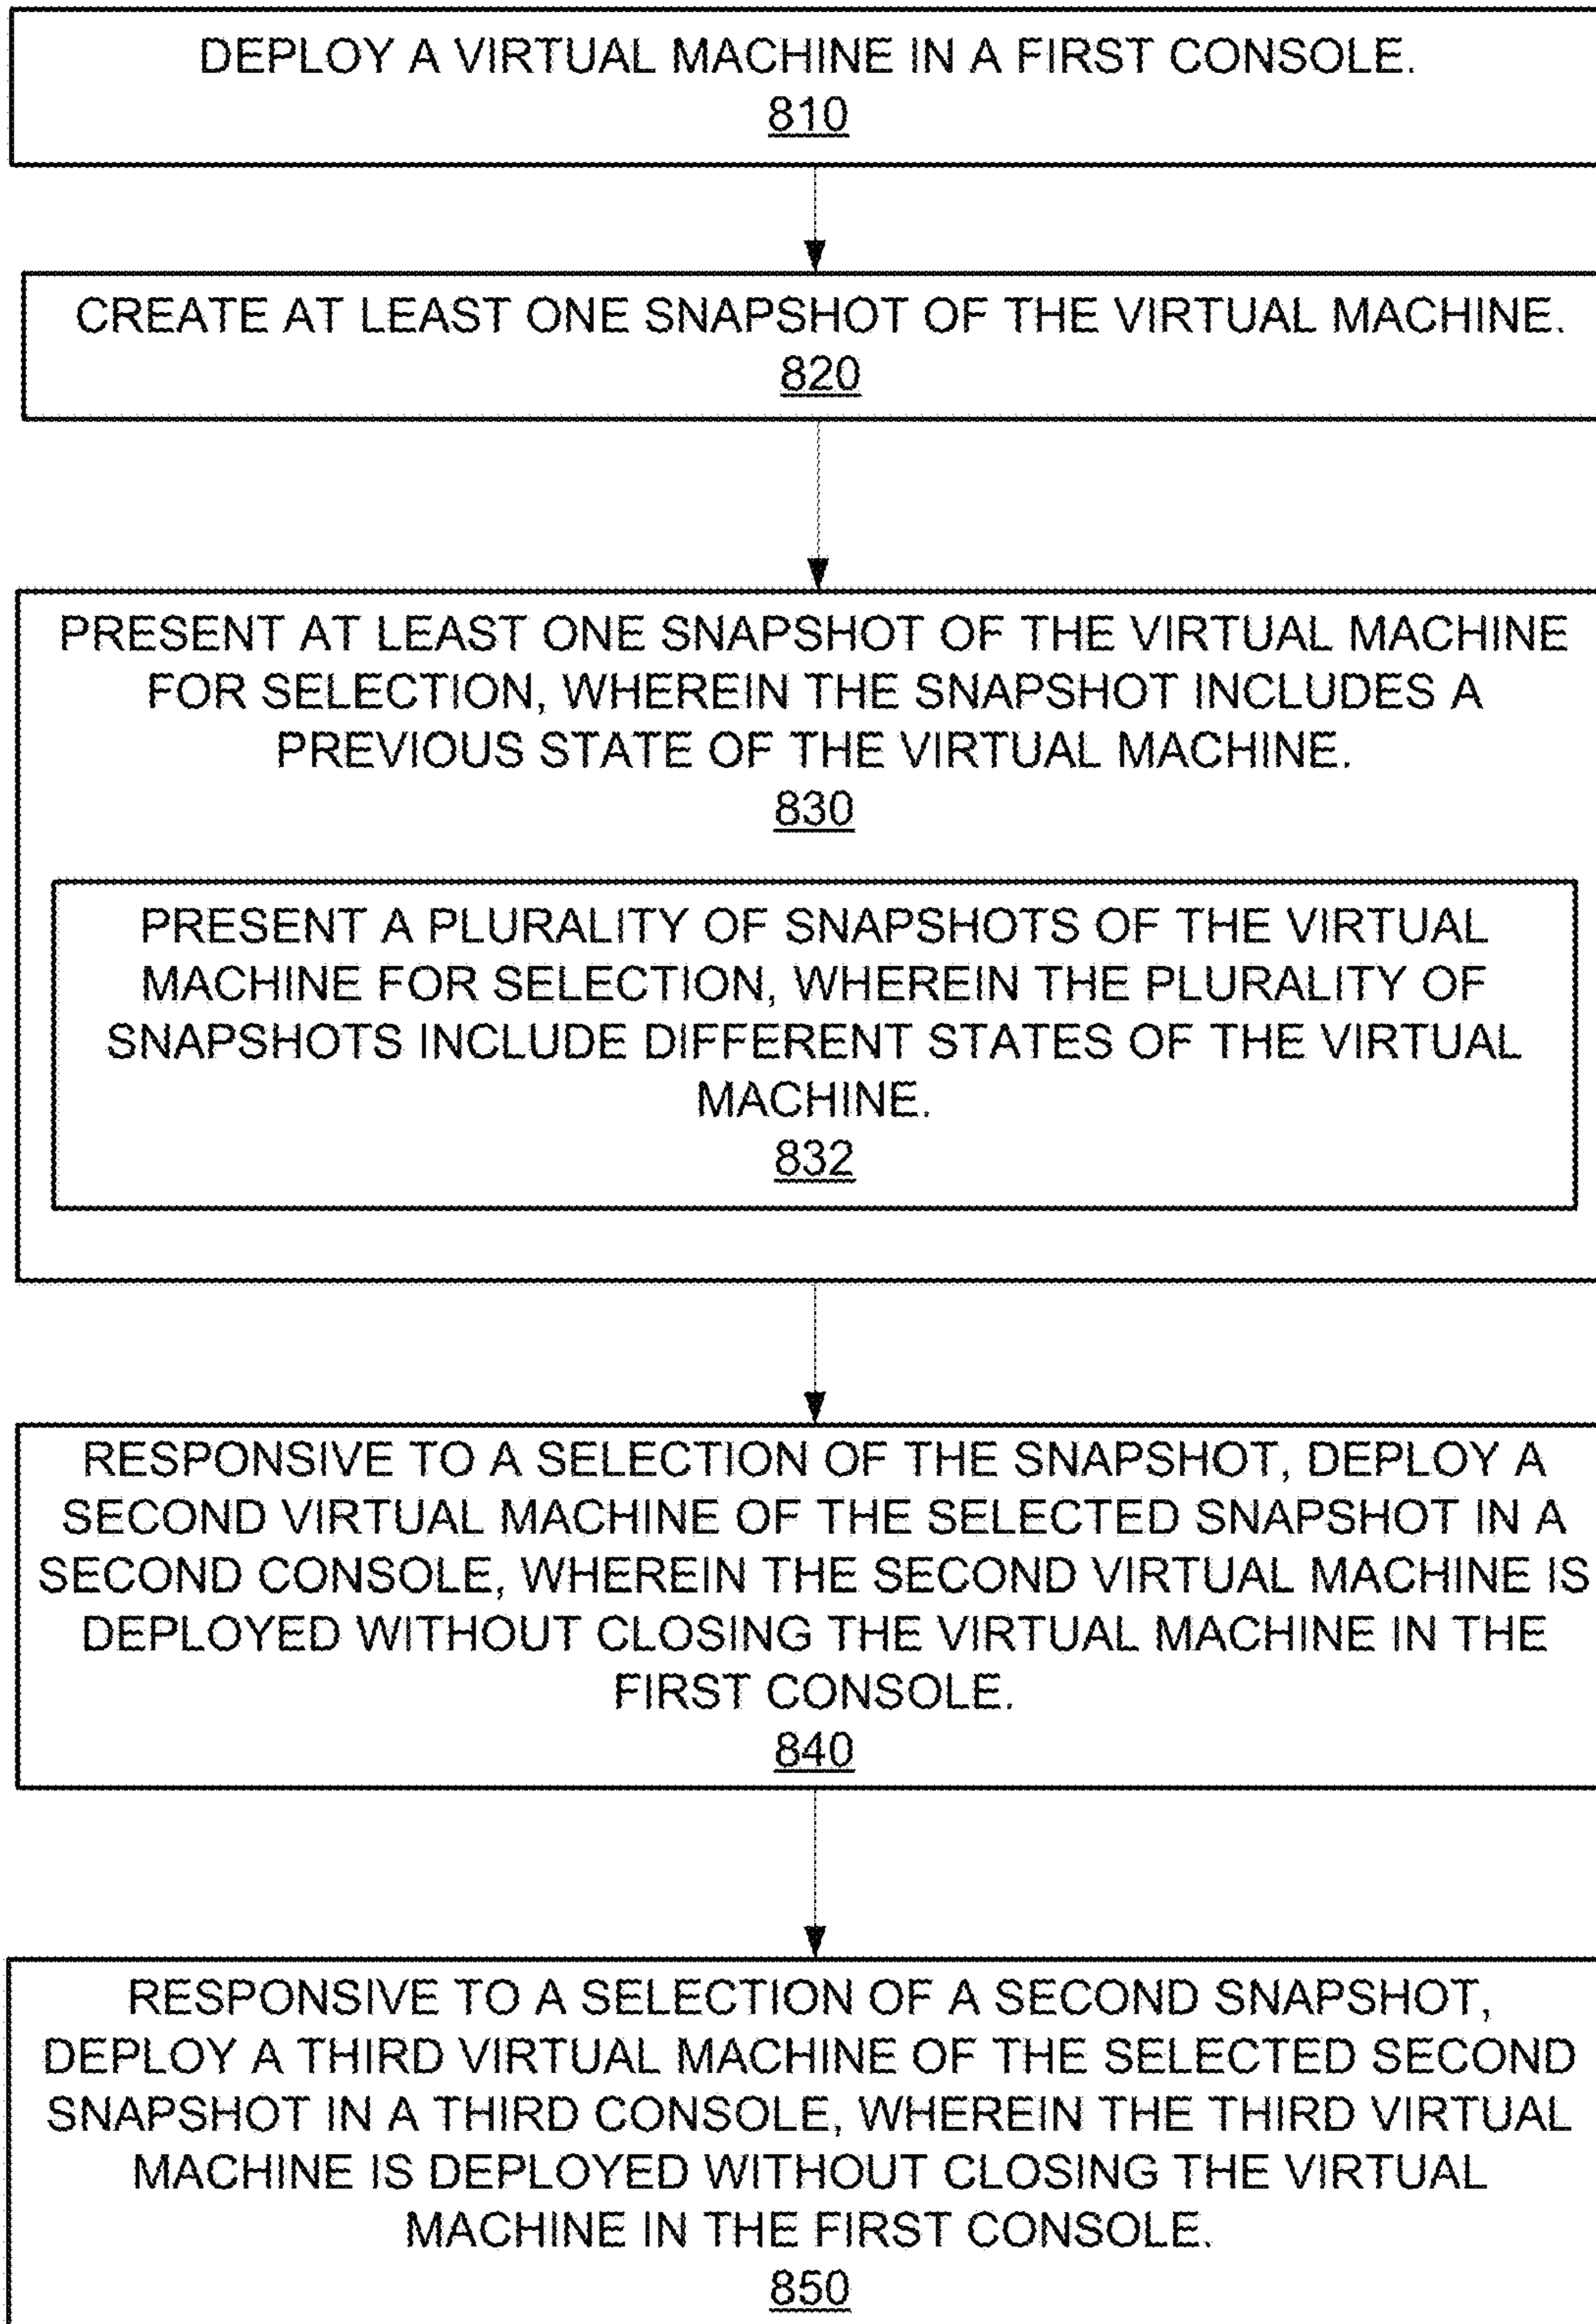 DEPLOY A VIRTUAL MACHINE IN A FIRST CONSOLE.
810
CREATE AT LEAST ONE SNAPSHOT OF THE VIRTUAL MACHINE.
820
PRESENT AT LEAST ONE SNAPSHOT OF THE VIRTUAL MACHINE
FOR SELECTION, WHEREIN THE SNAPSHOT INCLUDES A
PREVIOUS STATE OF THE VIRTUAL MACHINE.
830
PRESENT A PLURALITY OF SNAPSHOTS OF THE VIRTUAL
MACHINE FOR SELECTION, WHEREIN THE PLURALITY OF
SNAPSHOTS INCLUDE DIFFERENT STATES OF THE VIRTUAL
MACHINE.
832
RESPONSIVE TO A SELECTION OF THE SNAPSHOT, DEPLOY A
SECOND VIRTUAL MACHINE OF THE SELECTED SNAPSHOT IN A
SECOND CONSOLE, WHEREIN THE SECOND VIRTUAL MACHINE IS
DEPLOYED WITHOUT CLOSING THE VIRTUAL MACHINE IN THE
FIRST CONSOLE.
840
RESPONSIVE TO A SELECTION OF A SECOND SNAPSHOT,
DEPLOY A THIRD VIRTUAL MACHINE OF THE SELECTED SECOND
SNAPSHOT IN A THIRD CONSOLE, WHEREIN THE THIRD VIRTUAL
MACHINE IS DEPLOYED WITHOUT CLOSING THE VIRTUAL
MACHINE IN THE FIRST CONSOLE.
850